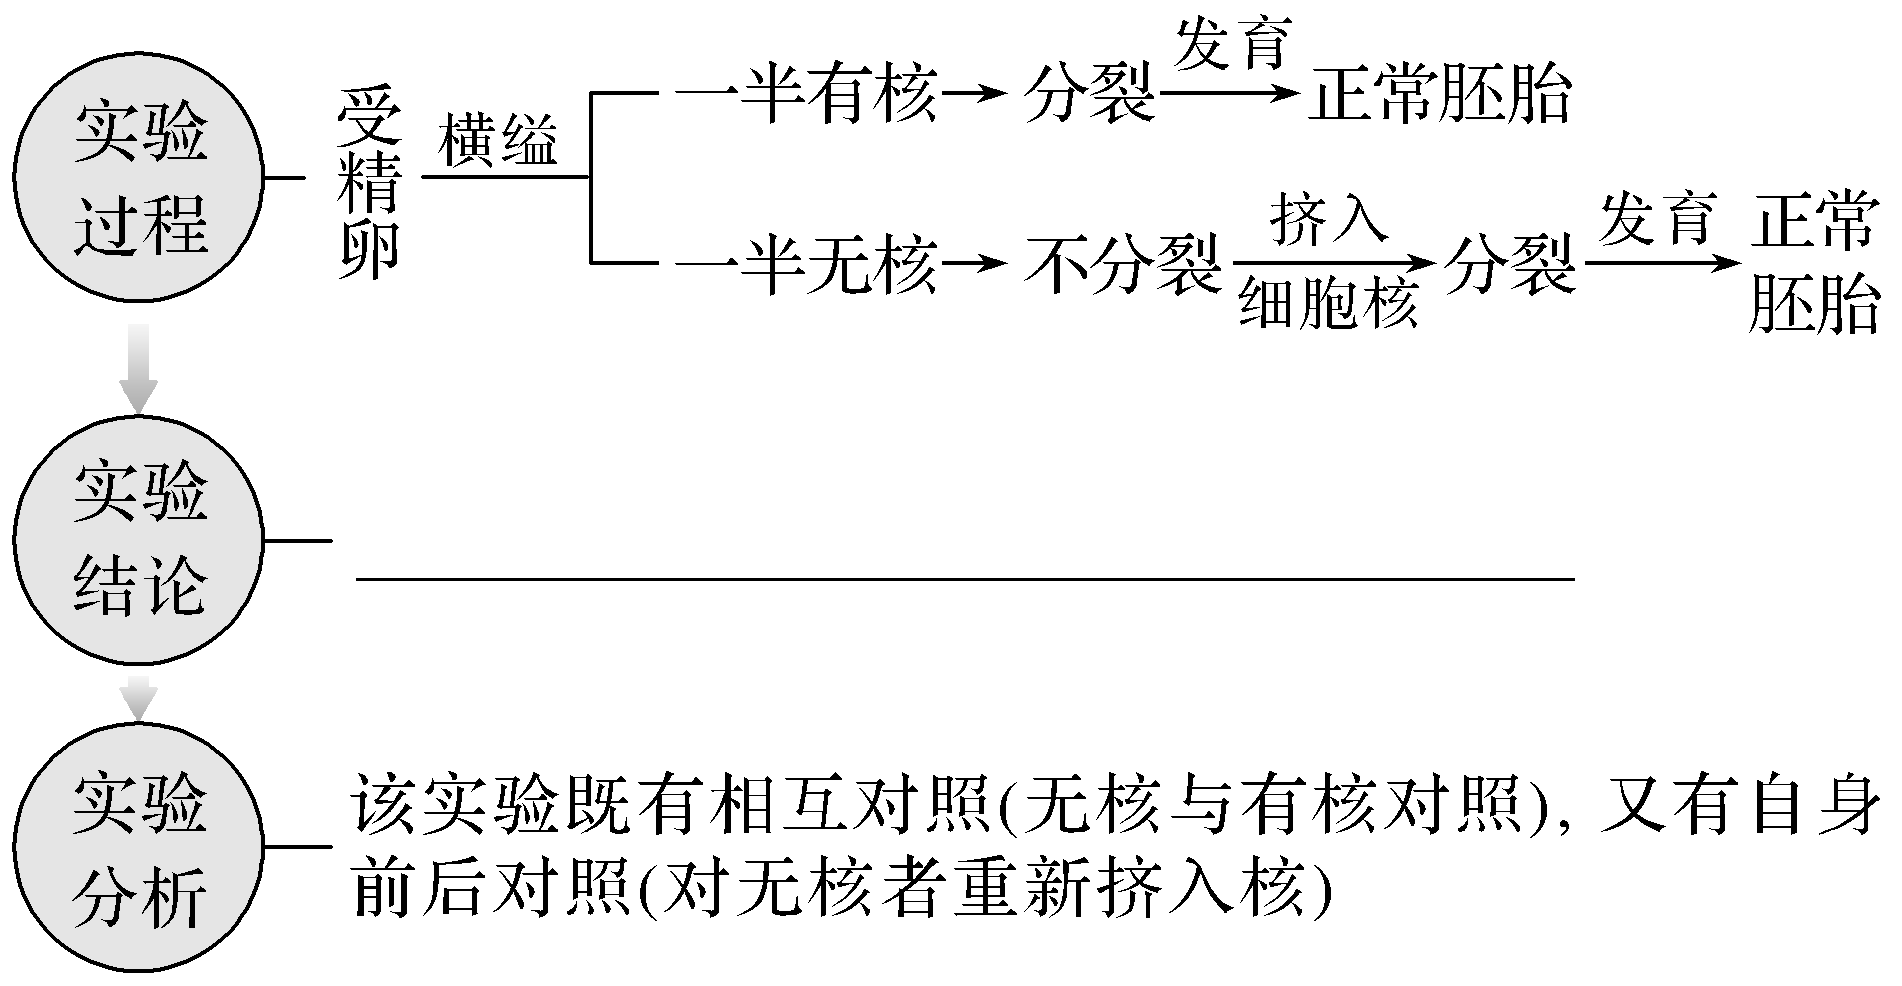 实验
过程
受精卵
横缢
一半有核
分裂
发育
正常胚胎
一半无核
不分裂
挤入
细胞核
分裂
发育
正常
胚胎
实验
结论
实验
分析
该实验既有相互对照(无核与有核对照),又有自身
前后对照(对无核者重新挤入核)